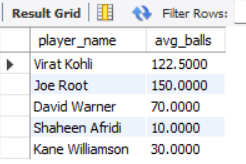 Result Grid Filter Rows:
player_name avg_balls
Virat Kohli 122.5000
Joe Root 150.0000
David Warner 70.0000
Shaheen Afridi 10.0000
Kane Williamson 30.0000